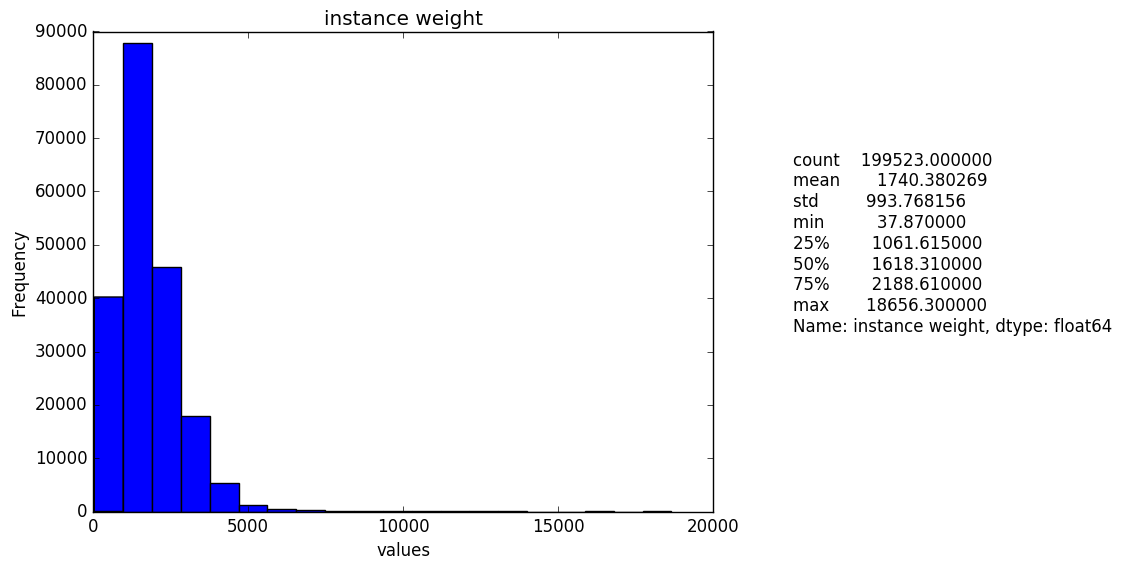 instance weight
90000
80000
70000
60000
50000
40000
30000
20000
10000
0
Frequency
0 5000 10000 15000 20000
values
count 199523.000000
mean 1740.380269
std 993.768156
min 37.870000
25% 1061.615000
50% 1618.310000
75% 2188.610000
max 18656.300000
Name: instance weight, dtype: float64